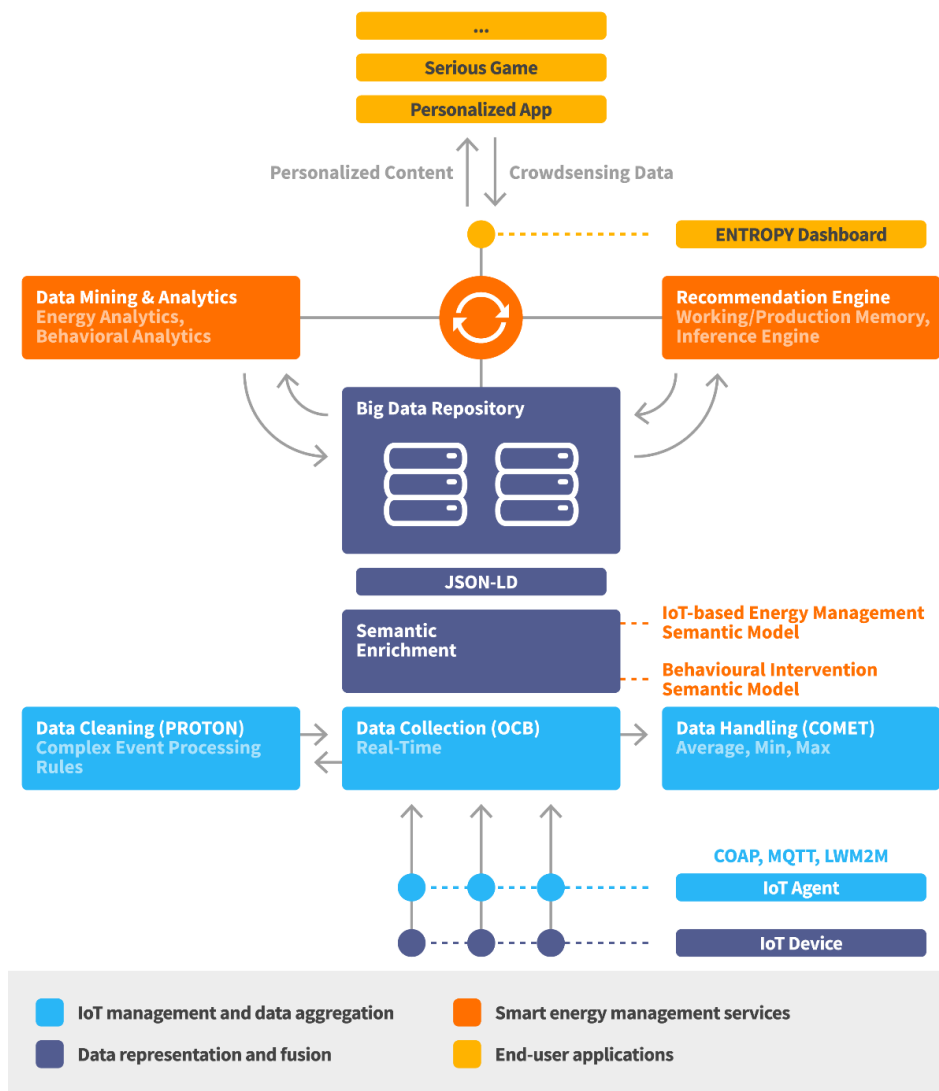 ...
Serious Game
Personalized App
Personalized Content
Crowdsensing Data
ENTROPY Dashboard
Data Mining & Analytics
Energy Analytics,
Behavioral Analytics
Recommendation Engine
Working/Production Memory,
Inference Engine
Big Data Repository
JSON-LD
Semantic
Enrichment
IoT-based Energy Management
Semantic Model
Behavioural Intervention
Semantic Model
Data Cleaning (PROTON)
Complex Event Processing
Rules
Data Collection (OCB)
Real-Time
Data Handling (COMET)
Average, Min, Max
COAP, MQTT, LWM2M
IoT Agent
IoT Device
IoT management and data aggregation
Smart energy management services
Data representation and fusion
End-user applications